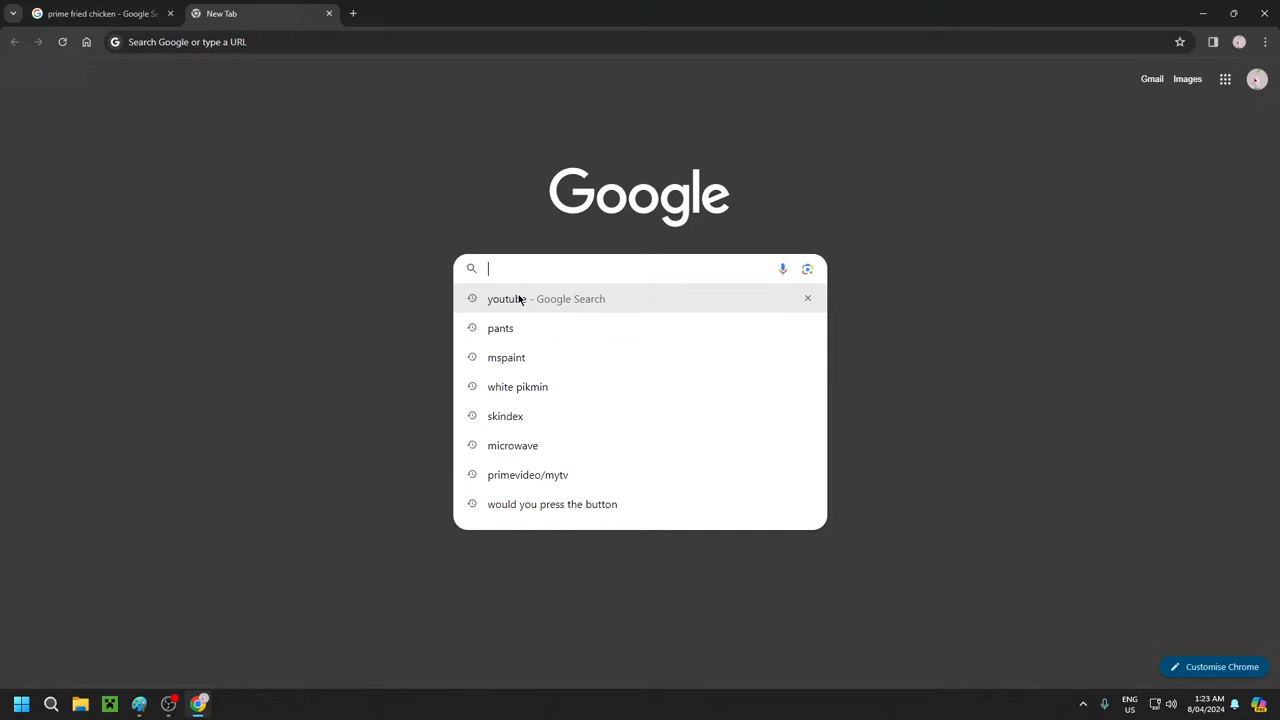 prime fried chicken - Google Se
New Tab
Search Google or type a URL
Gmail
Images
Google
youtube - Google Search
pants
mspaint
white pikmin
skindex
microwave
primevideo/mytv
would you press the button
Customise Chrome
ENG
US
1:23 AM
8/04/2024